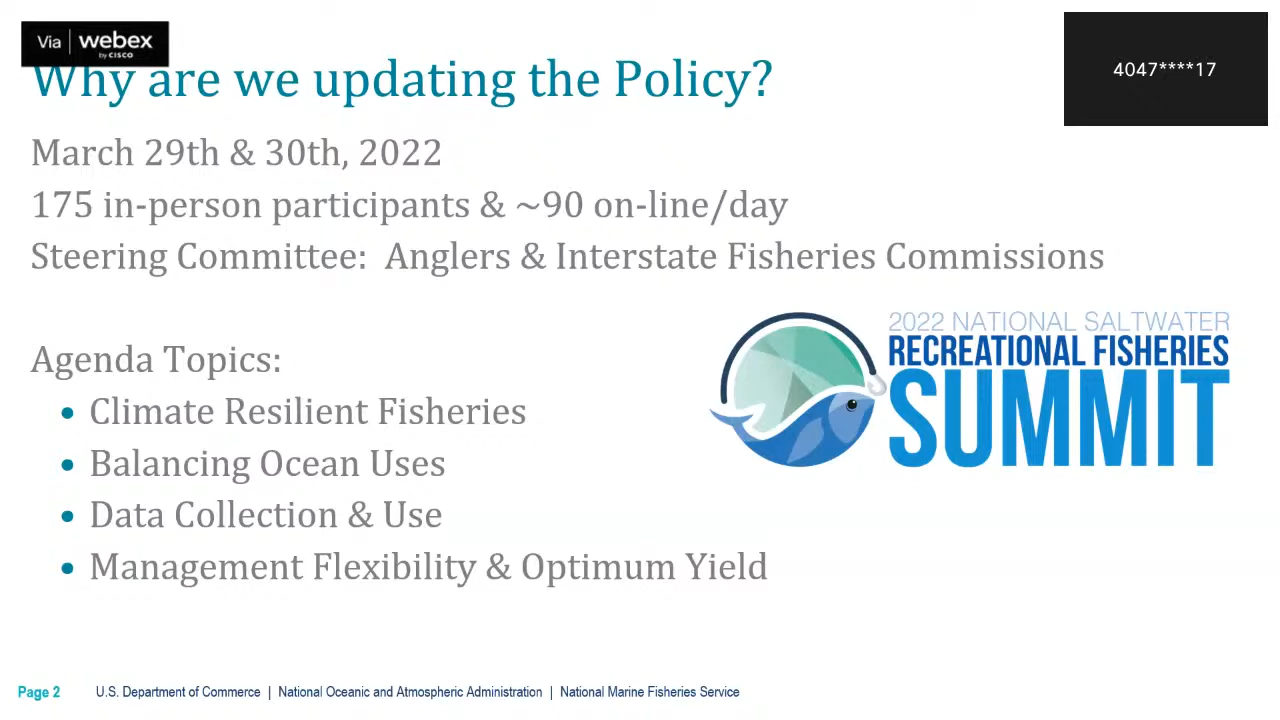 Via webex
by CISCO
4047****17
Why are we updating the Policy?
March 29th & 30th, 2022
175 in-person participants & ~90 on-line/day
Steering Committee: Anglers & Interstate Fisheries Commissions
2022 NATIONAL SALTWATER
RECREATIONAL FISHERIES
SUMMIT
Agenda Topics:
• Climate Resilient Fisheries
• Balancing Ocean Uses
• Data Collection & Use
• Management Flexibility & Optimum Yield
Page 2 U.S. Department of Commerce | National Oceanic and Atmospheric Administration | National Marine Fisheries Service